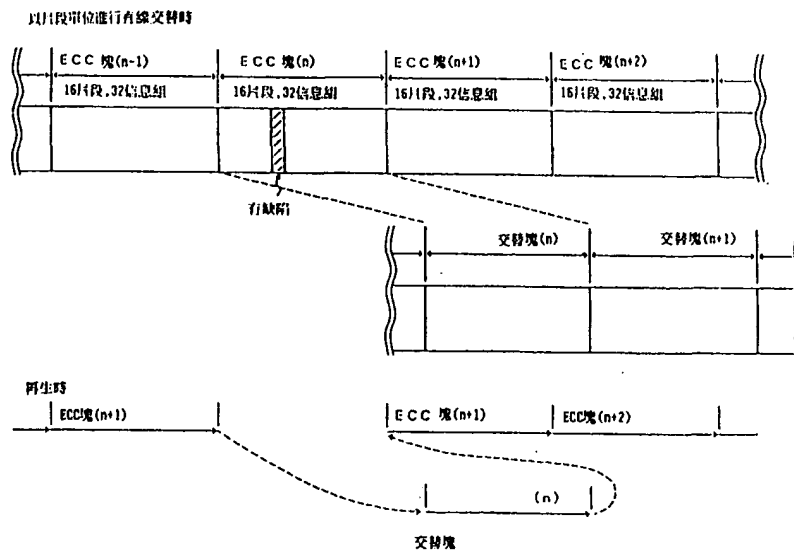 以片段單位進行直線交替時
ECC 塊(n-1)
ECC 塊(n)
ECC 塊(n+1)
ECC 塊(n+2)
16片段,32信息組
16片段,32信息組
16片段,32信息組
16片段,32信息組
有缺陷
交替塊(n)
交替塊(n+1)
再生時
ECC塊(n+1)
ECC 塊(n+1)
ECC塊(n+2)
(n)
交替塊